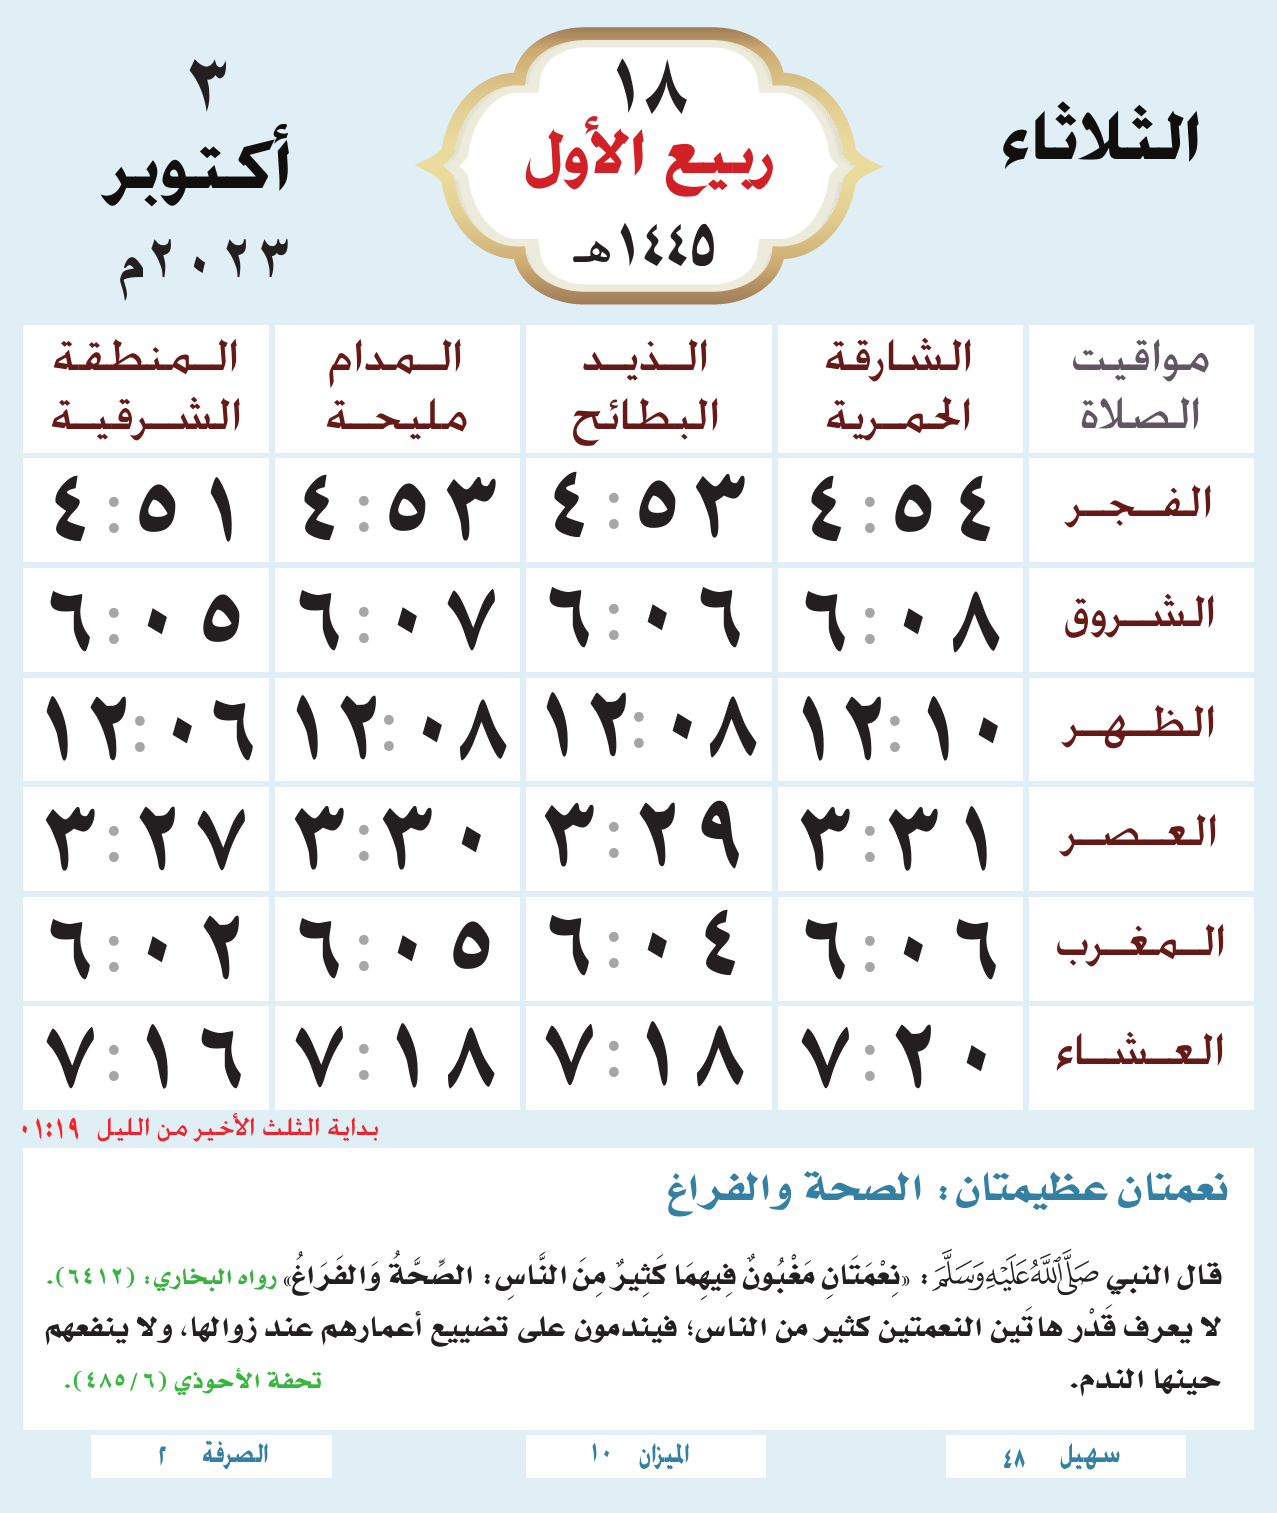 الثلاثاء
١٨
ربيع الأول
١٤٤٥هـ
٣
أكتوبر
٢٠٢٣م
مواقيت الصلاة الشارقة الحمرية الذيد البطائح المدام مليحة المنطقة الشرقية
الفجر ٤:٥٤ ٤:٥٣ ٤:٥٣ ٤:٥١
الشروق ٦:٠٨ ٦:٠٦ ٦:٠٧ ٦:٠٥
الظهر ١٢:١٠ ١٢:٠٨ ١٢:٠٨ ١٢:٠٦
العصر ٣:٣١ ٣:٢٩ ٣:٣٠ ٣:٢٧
المغرب ٦:٠٦ ٦:٠٤ ٦:٠٥ ٦:٠٢
العشاء ٧:٢٠ ٧:١٨ ٧:١٨ ٧:١٦
بداية الثلث الأخير من الليل ٠١:١٩
نعمتان عظيمتان: الصحة والفراغ
قال النبي صَلَّى اللَّهُ عَلَيْهِ وَسَلَّمَ: «نِعْمَتَانِ مَغْبُونٌ فِيهِمَا كَثِيرٌ مِنَ النَّاسِ: الصِّحَّةُ وَالفَرَاغُ» رواه البخاري: (٦٤١٢).
لا يعرف قَدْر هاتَين النعمتين كثير من الناس؛ فيندمون على تضييع أعمارهم عند زوالها، ولا ينفعهم
حينها الندم. تحفة الأحوذي (٤٨٥/٦).
سهيل ٤٨ الميزان ١٠ الصرفة ٢